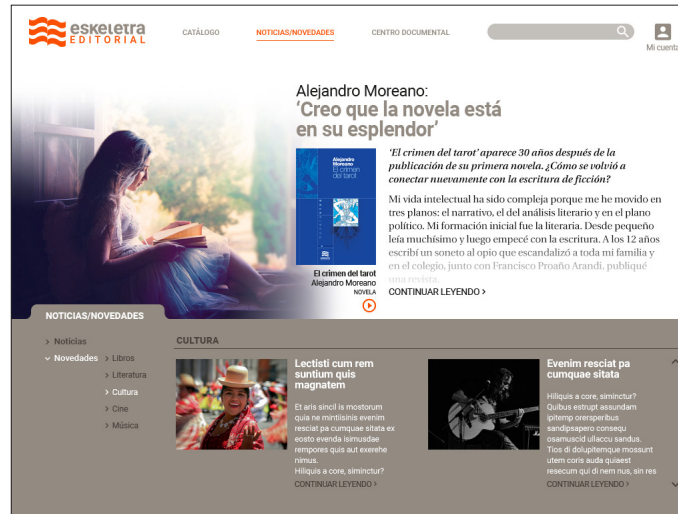 eskeletra
EDITORIAL
CATÁLOGO
NOTICIAS/NOVEDADES
CENTRO DOCUMENTAL
Mi cuenta
Alejandro Moreano:
‘Creo que la novela está
en su esplendor’
Alejandro
Moreano
El crimen
del tarot
El crimen del tarot
Alejandro Moreano
NOVELA
‘El crimen del tarot’ aparece 30 años después de la
publicación de su primera novela. ¿Cómo se volvió a
conectar nuevamente con la escritura de ficción?
Mi vida intelectual ha sido compleja porque me he movido en
tres planos: el narrativo, el del análisis literario y en el plano
político. Mi formación inicial fue la literaria. Desde pequeño
leía muchísimo y luego empecé con la escritura. A los 12 años
escribí un soneto al opio que escandalizó a toda mi familia y
en el colegio, junto con Francisco Proaño Arandi, publiqué
una revista.
CONTINUAR LEYENDO >
NOTICIAS/NOVEDADES
> Noticias
Novedades
> Libros
> Literatura
> Cultura
> Cine
> Música
CULTURA
Lectisti cum rem
suntium quis
magnatem
Et aris sincil is mostorum
quia ne mintiisinis evenim
resciat pa cumquae sitata ex
eosto evenda isimusdae
rempores quis aut exerehe
nimus.
Hiliquis a core, siminctur?
CONTINUAR LEYENDO >
Evenim resciat pa
cumquae sitata
Hiliquis a core, siminctur?
Quibus estrupt assundam
ipitemp orersperibus
sandipsapero consequ
osamuscid ullaccu sandus.
Tios di dolupitemque mossunt
utem coris auda quiaest
resecum qui di nem nus, sin res
CONTINUAR LEYENDO >